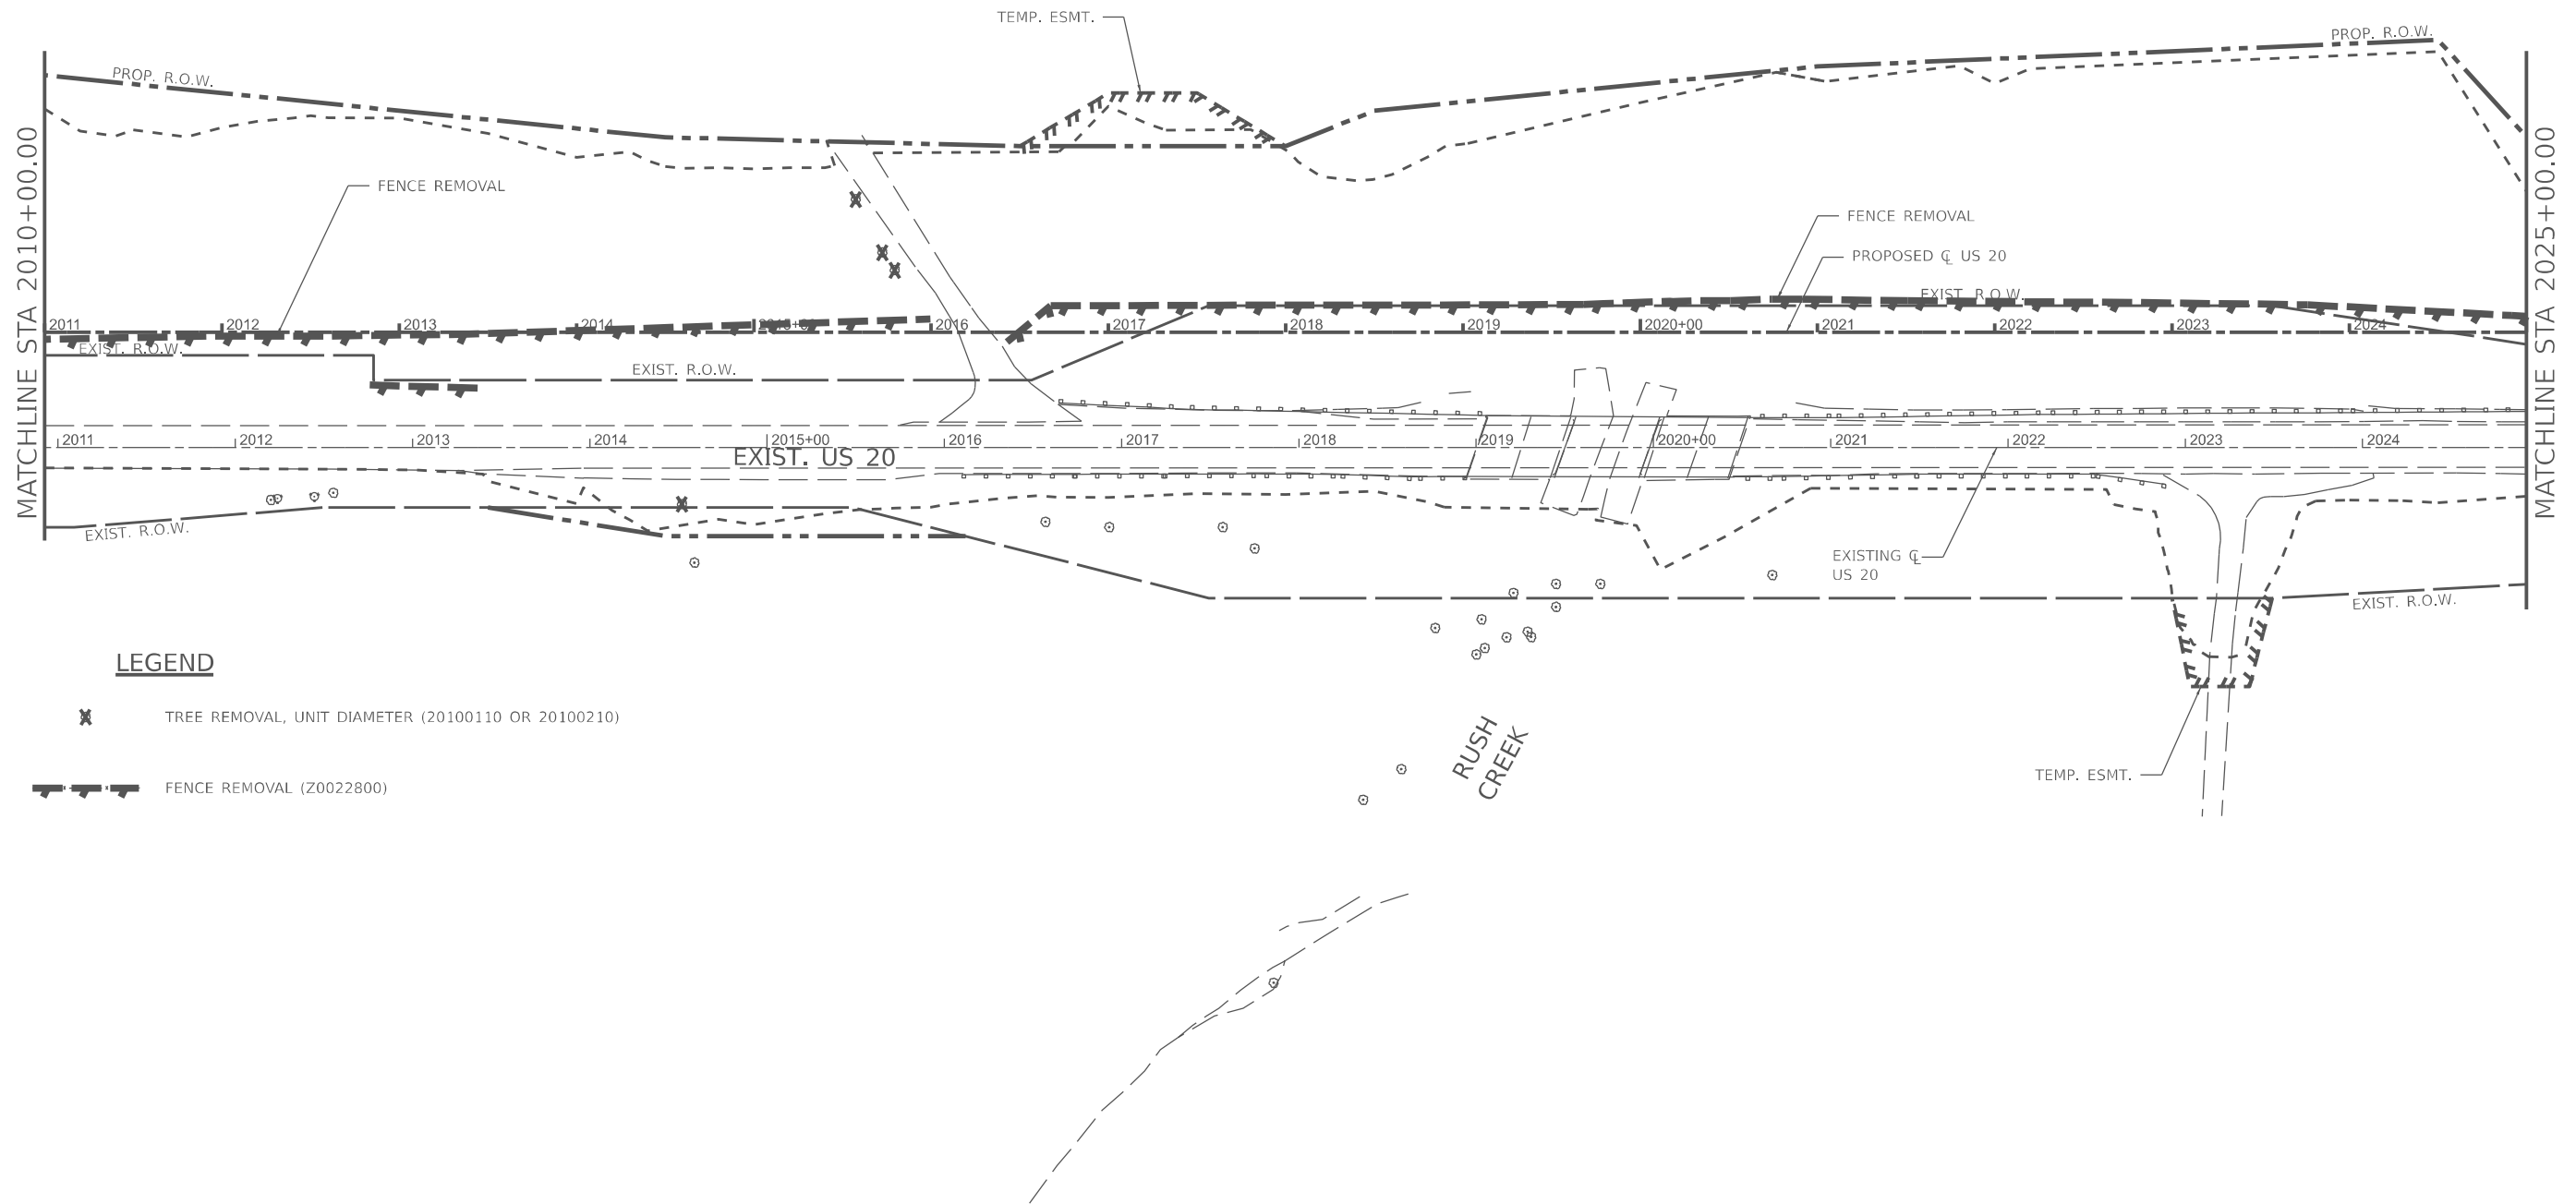 TEMP. ESMT.
PROP. R.O.W.
PROP. R.O.W.
MATCHLINE STA 2010+00.00
MATCHLINE STA 2025+00.00
FENCE REMOVAL
FENCE REMOVAL
PROPOSED ℄ US 20
EXIST. R.O.W.
2011 2012 2013 2014 2015+00 2016 2017 2018 2019 2020+00 2021 2022 2023 2024
EXIST. R.O.W.
EXIST. R.O.W.
2011 2012 2013 2014 2015+00 2016 2017 2018 2019 2020+00 2021 2022 2023 2024
EXIST. US 20
EXIST. R.O.W.
EXISTING ℄
US 20
EXIST. R.O.W.
LEGEND
TREE REMOVAL, UNIT DIAMETER (20100110 OR 20100210)
FENCE REMOVAL (Z0022800)
RUSH
CREEK
TEMP. ESMT.